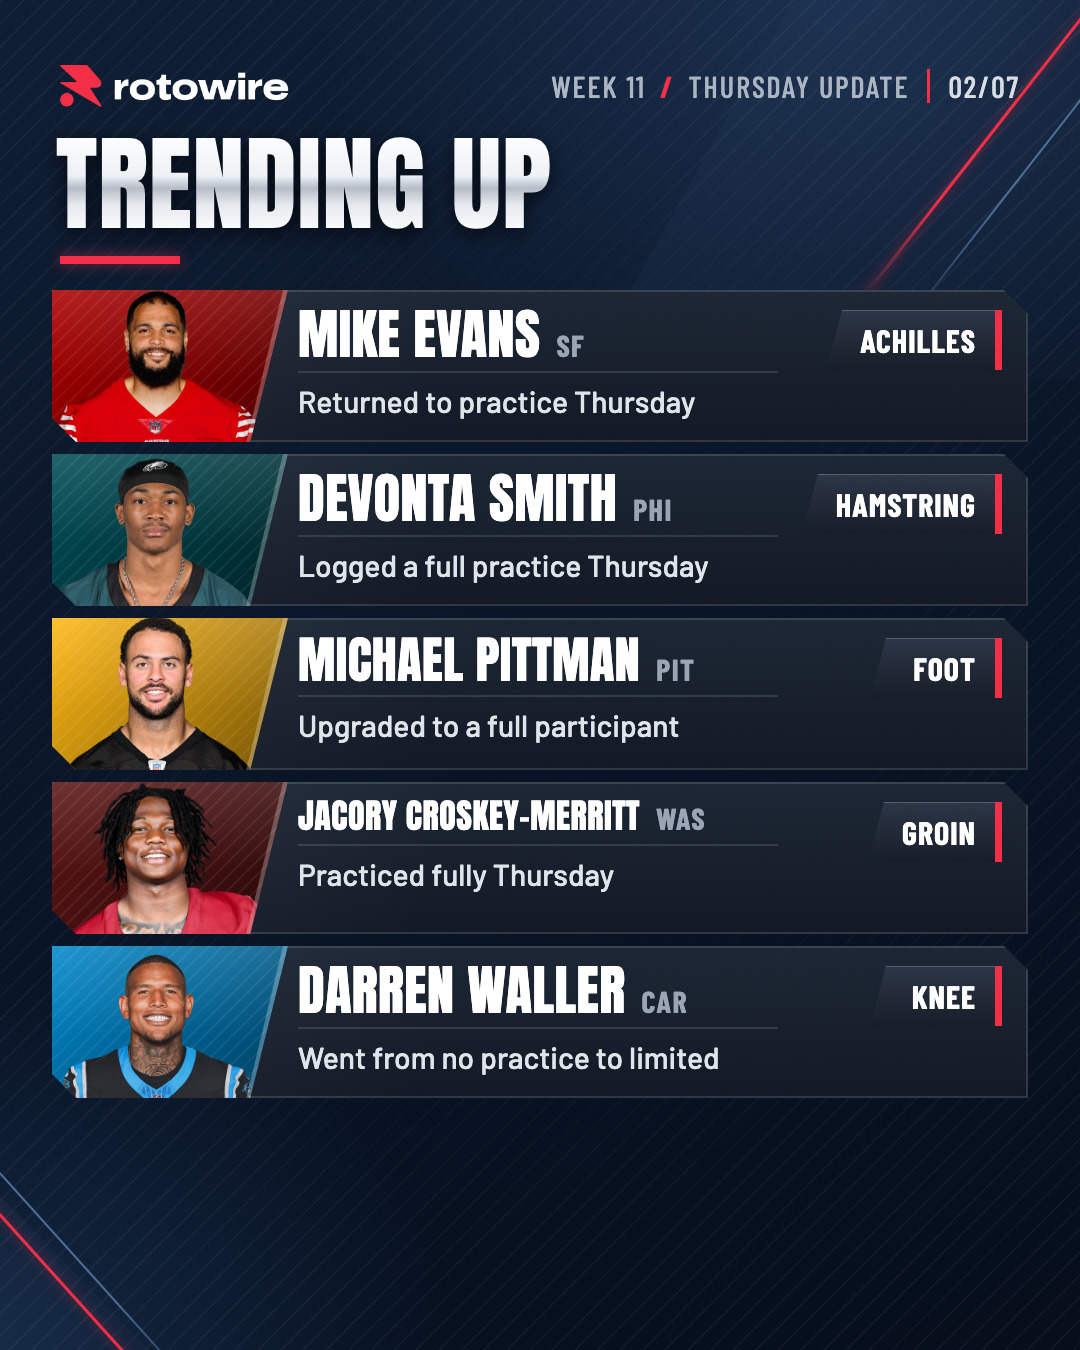 rotowire
WEEK 11 / THURSDAY UPDATE | 02/07
TRENDING UP
MIKE EVANS SF
ACHILLES
Returned to practice Thursday
DEVONTA SMITH PHI
HAMSTRING
Logged a full practice Thursday
MICHAEL PITTMAN PIT
FOOT
Upgraded to a full participant
JACORY CROSKEY-MERRITT WAS
GROIN
Practiced fully Thursday
DARREN WALLER CAR
KNEE
Went from no practice to limited